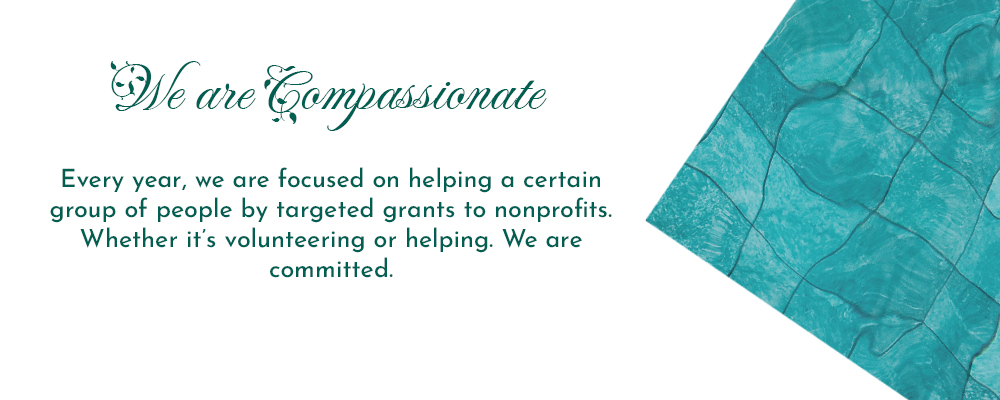 We are Compassionate
Every year, we are focused on helping a certain
group of people by targeted grants to nonprofits.
Whether it’s volunteering or helping. We are
committed.